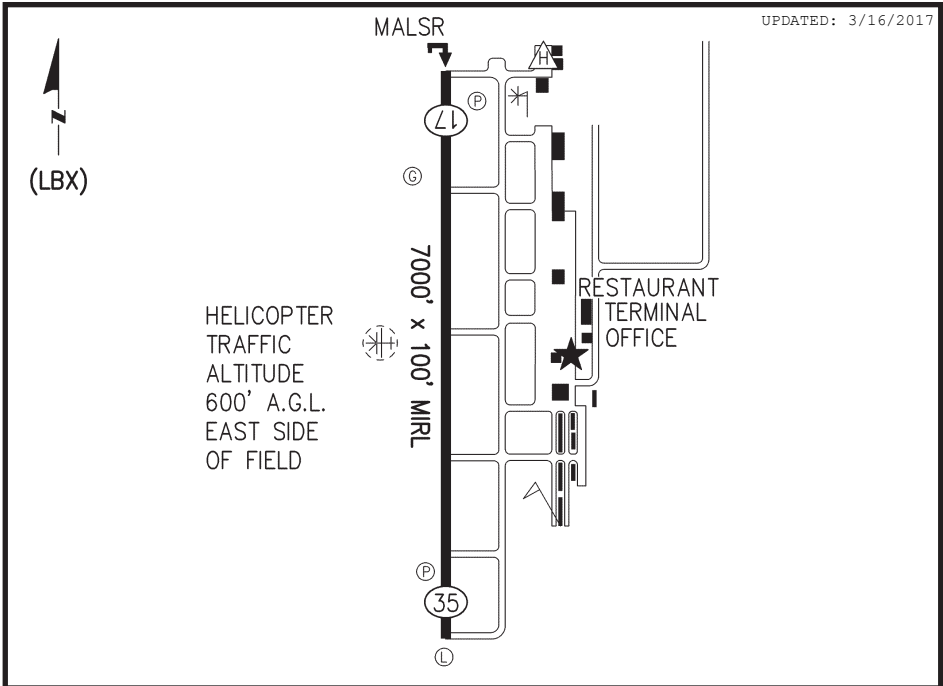 UPDATED: 3/16/2017
MALSR
H
P
17
N
(LBX)
G
7000' x 100' MIRL
RESTAURANT
TERMINAL
OFFICE
HELICOPTER
TRAFFIC
ALTITUDE
600' A.G.L.
EAST SIDE
OF FIELD
P
35
L